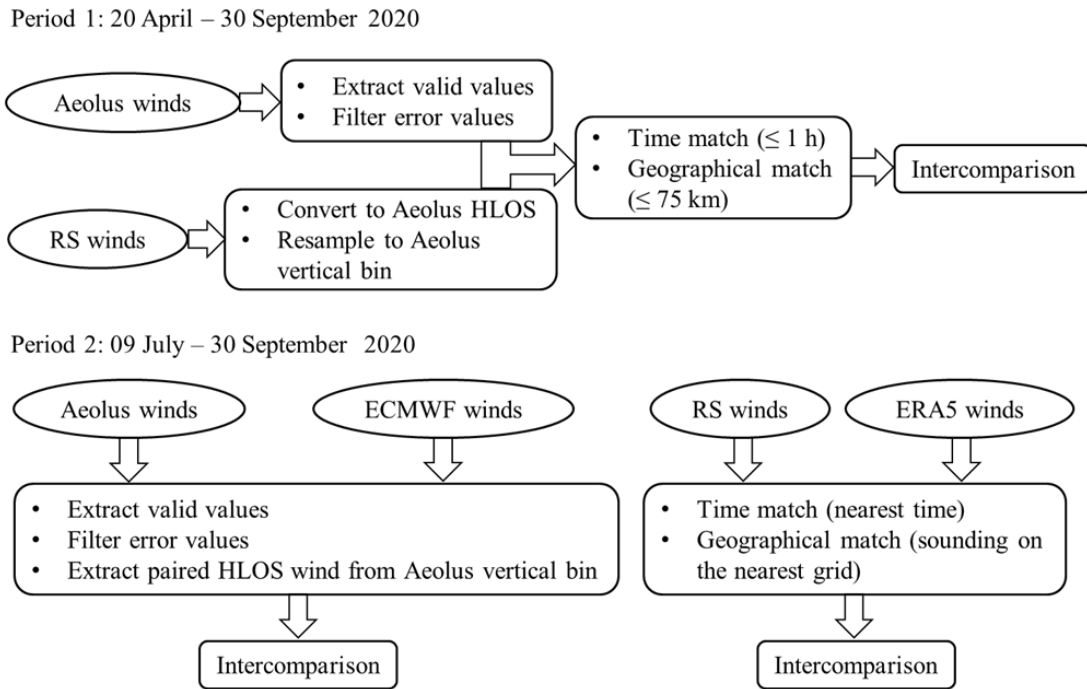 Period 1: 20 April – 30 September 2020
Aeolus winds
• Extract valid values
• Filter error values
RS winds
• Convert to Aeolus HLOS
• Resample to Aeolus
vertical bin
• Time match (≤ 1 h)
• Geographical match
(≤ 75 km)
Intercomparison
Period 2: 09 July – 30 September 2020
Aeolus winds
ECMWF winds
• Extract valid values
• Filter error values
• Extract paired HLOS wind from Aeolus vertical bin
Intercomparison
RS winds
ERA5 winds
• Time match (nearest time)
• Geographical match (sounding on
the nearest grid)
Intercomparison